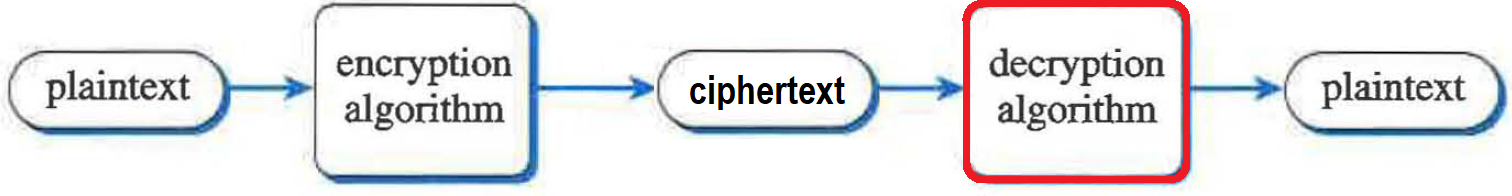 plaintext
encryption
algorithm
ciphertext
decryption
algorithm
plaintext